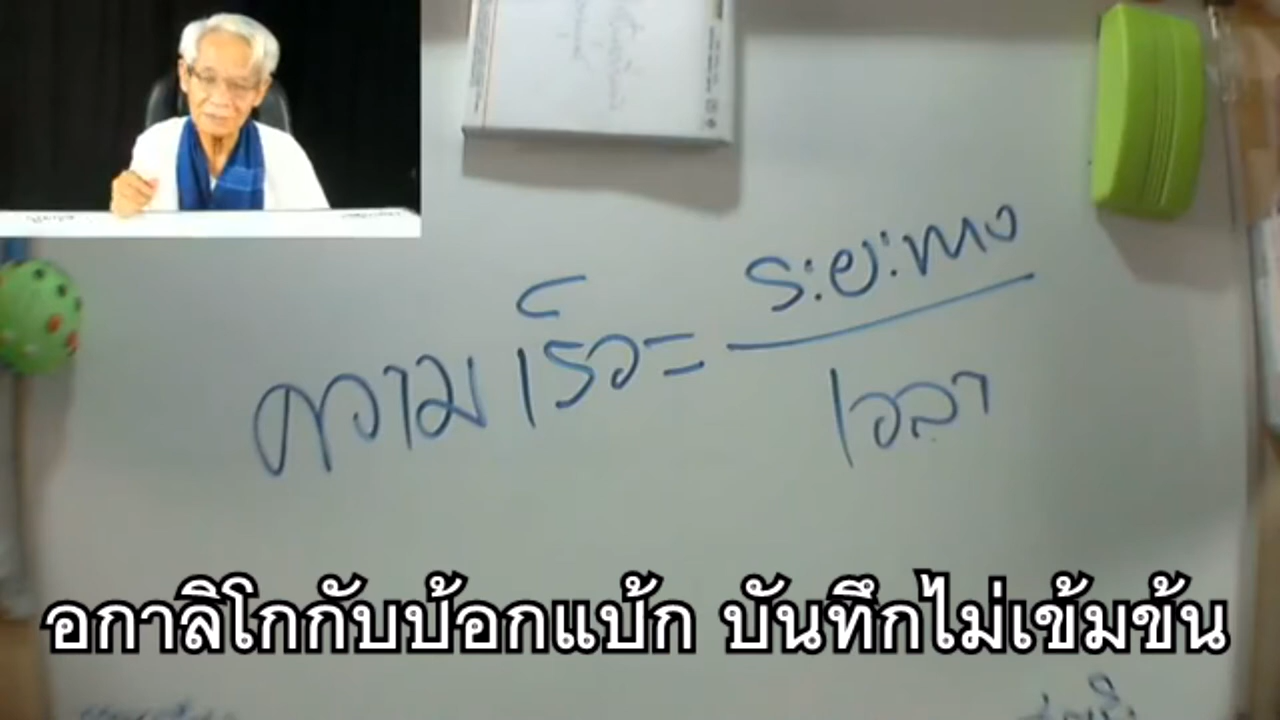 ระยะทาง
ความเร็ว =
เวลา
อกาลิโกกับป้อกแป้ก บันทึกไม่เข้มข้น